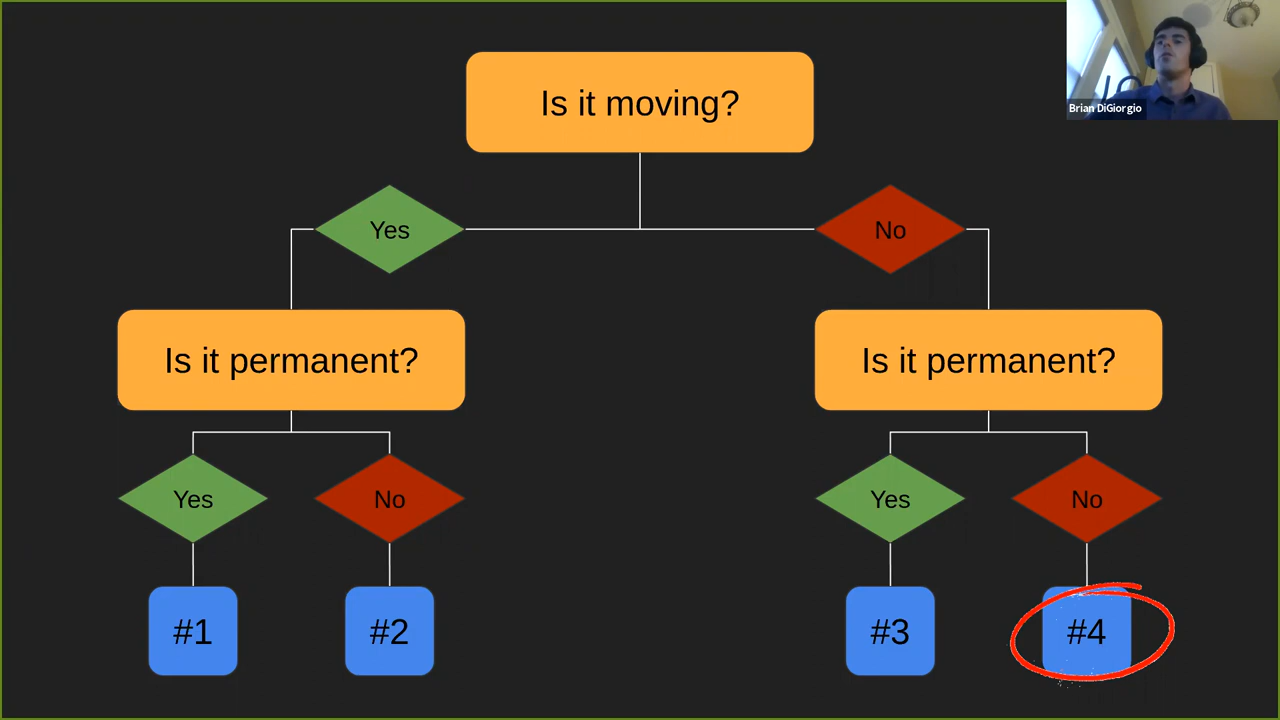 Is it moving?
Brian DiGiorgio
Yes
No
Is it permanent?
Is it permanent?
Yes
No
Yes
No
#1
#2
#3
#4